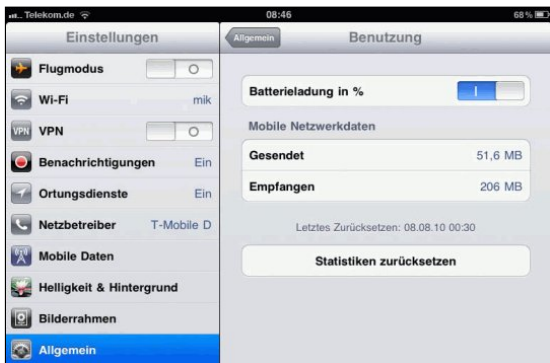 Telekom.de
08:46
68 %
Einstellungen
Flugmodus
Wi-Fi mik
VPN VPN
Benachrichtigungen Ein
Ortungsdienste Ein
Netzbetreiber T-Mobile D
Mobile Daten
Helligkeit & Hintergrund
Bilderrahmen
Allgemein
Allgemein
Benutzung
Batterieladung in %
Mobile Netzwerkdaten
Gesendet 51,6 MB
Empfangen 206 MB
Letztes Zurücksetzen: 08.08.10 00:30
Statistiken zurücksetzen